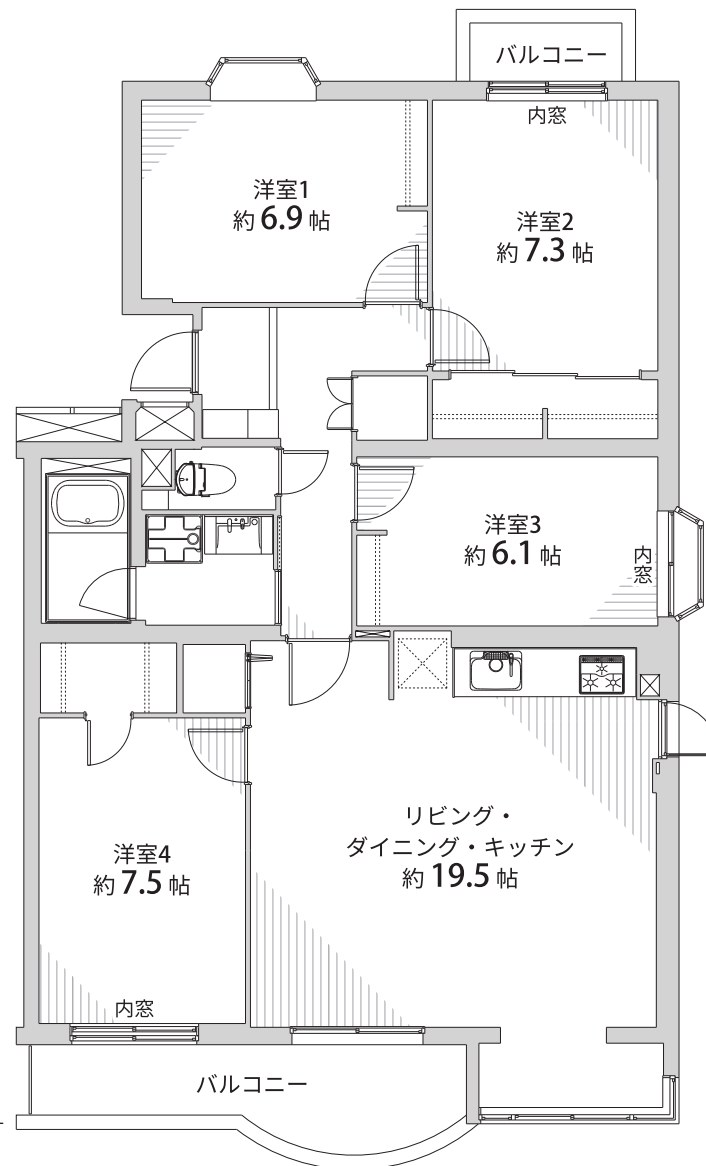 バルコニー
内窓
洋室1
約 6.9 帖
洋室2
約 7.3 帖
洋室3
約 6.1 帖
内窓
リビング・
ダイニング・キッチン
約 19.5 帖
洋室4
約 7.5 帖
内窓
バルコニー